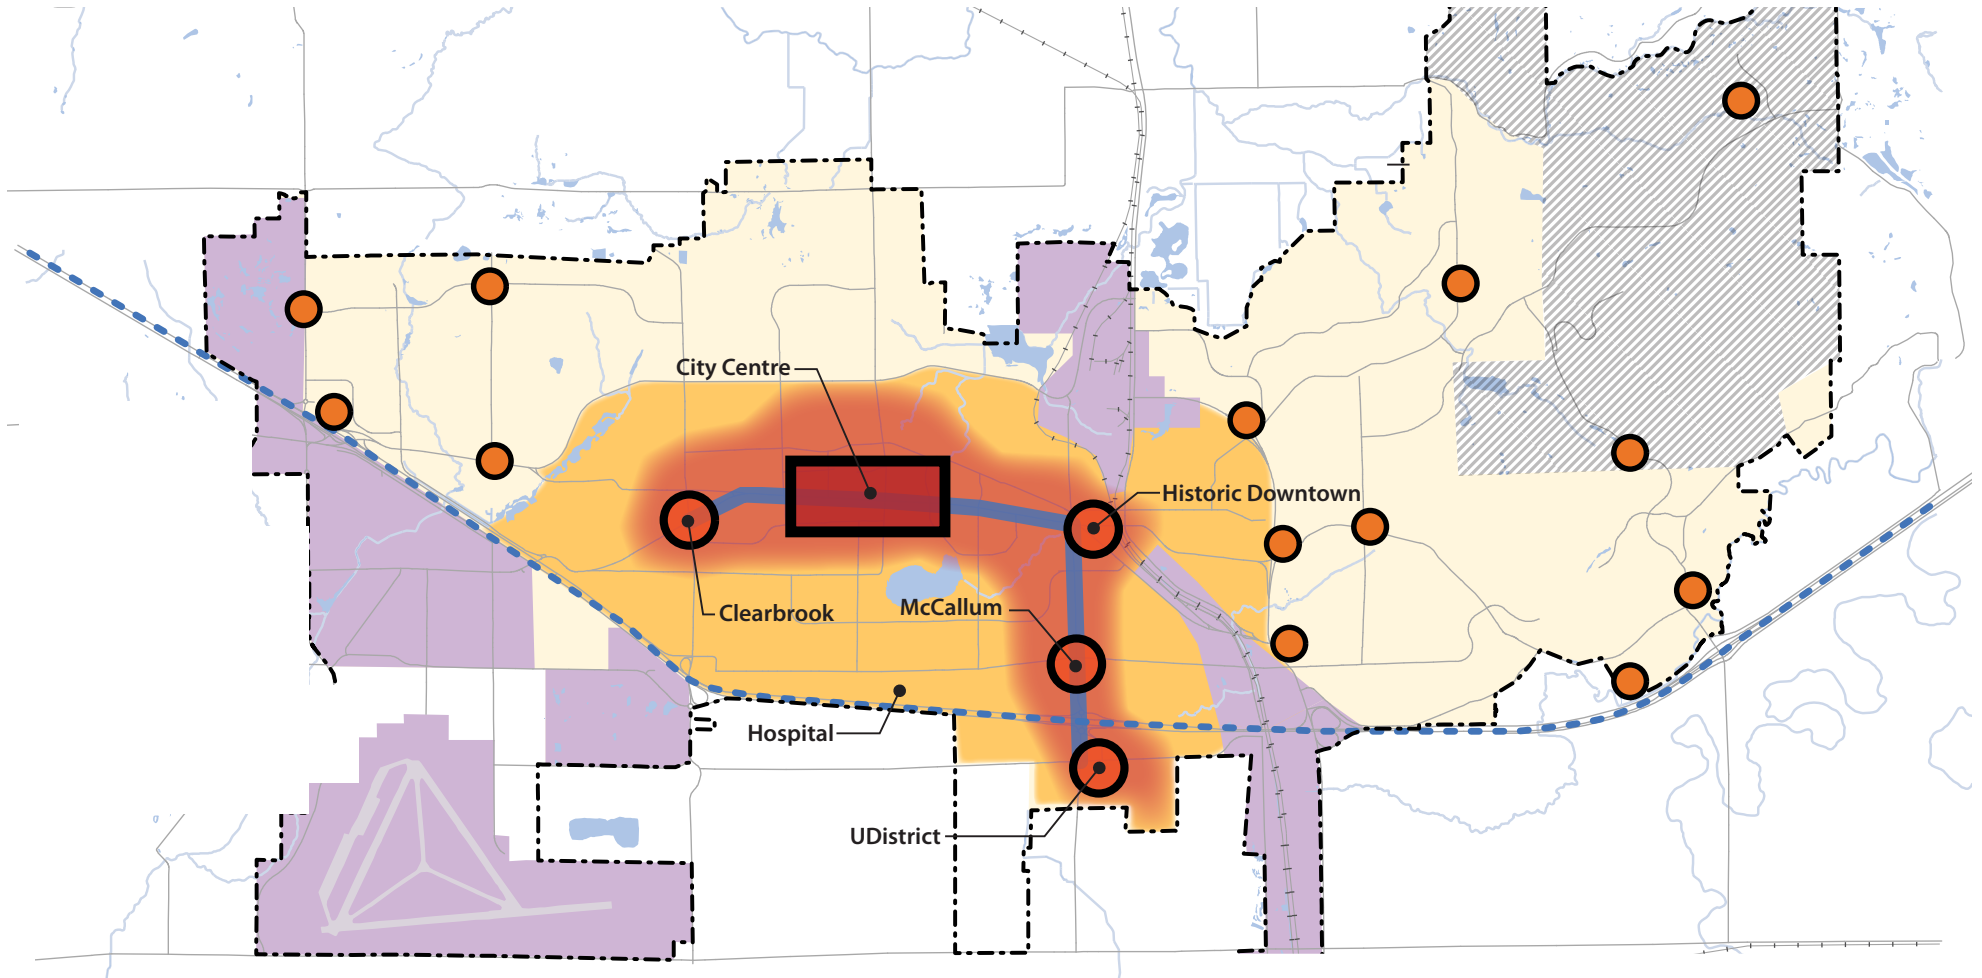 City Centre
Historic Downtown
Clearbrook
McCallum
Hospital
UDistrict